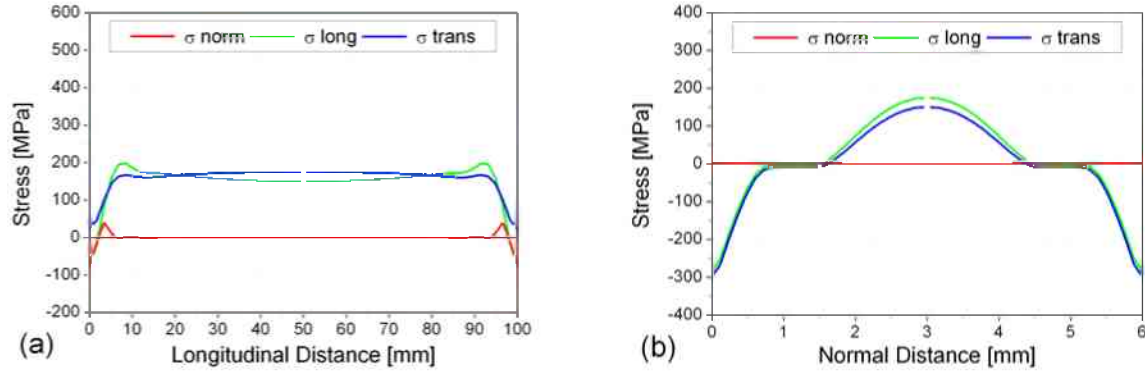 600
500
400
300
200
100
0
-100
-200
σ norm σ long σ trans
Stress [MPa]
0 10 20 30 40 50 60 70 80 90 100
Longitudinal Distance [mm]
(a)
400
300
200
100
0
-100
-200
-300
-400
σ norm σ long σ trans
Stress [MPa]
0 1 2 3 4 5 6
Normal Distance [mm]
(b)